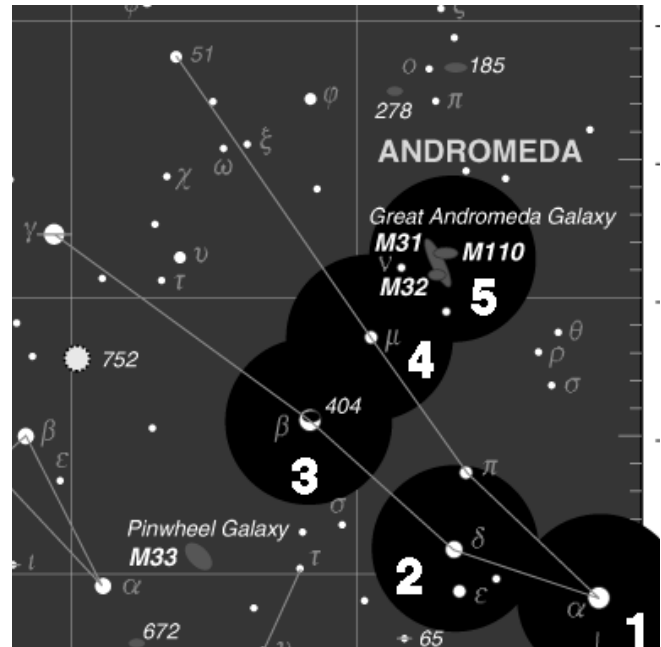 φ
ζ
51
ο
185
φ
278
π
ω
ξ
ANDROMEDA
χ
Great Andromeda Galaxy
γ
M31
M110
υ
ν
τ
M32
5
θ
μ
4
ρ
752
σ
404
β
β
3
ε
π
σ
Pinwheel Galaxy
M33
τ
δ
ι
2
α
ε
α
1
672
65
υ